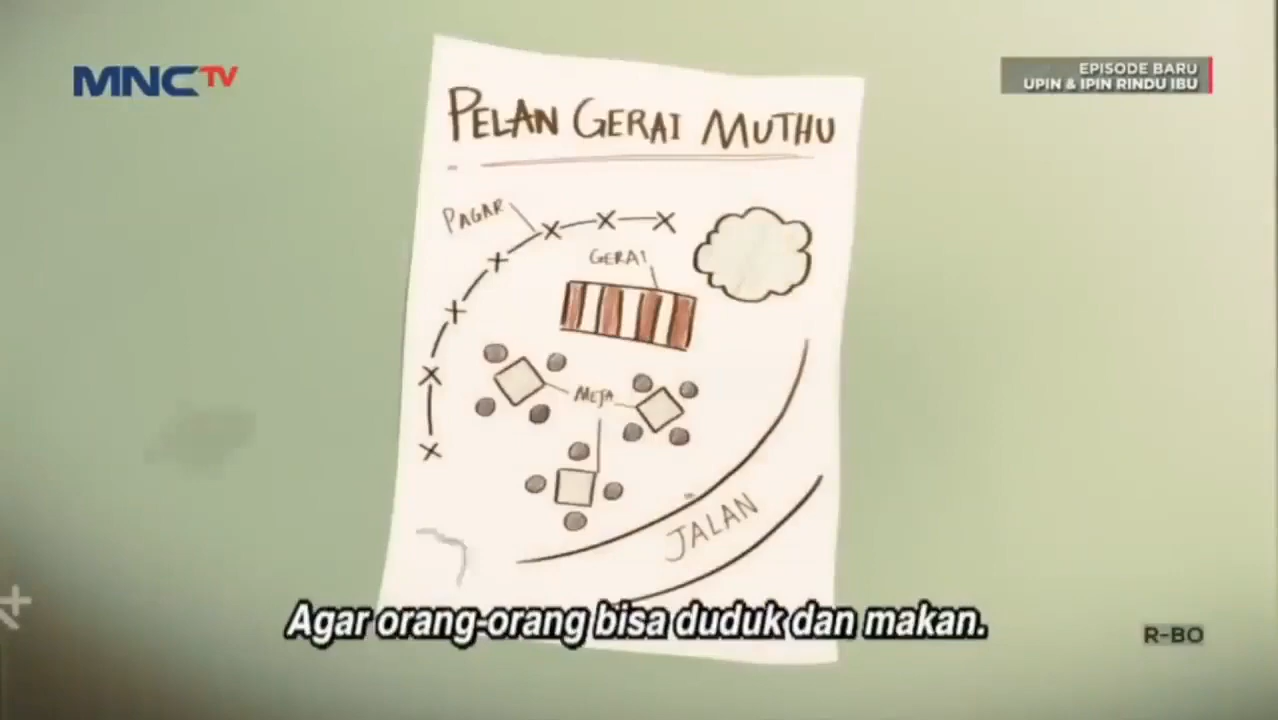 MNCTV
EPISODE BARU
UPIN & IPIN RINDU IBU
PELAN GERAI MUTHU
PAGAR
GERAI
MEJA
JALAN
Agar orang-orang bisa duduk dan makan.
R-BO